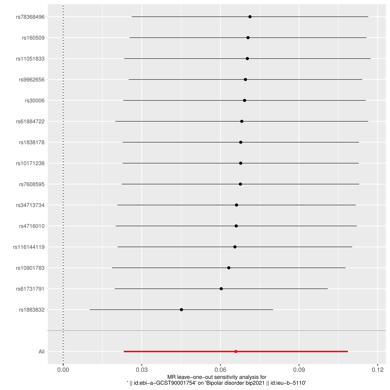 rs78368496
rs160509
rs11051833
rs9962656
rs30006
rs61884722
rs1838178
rs10171238
rs7608595
rs34713734
rs4716010
rs116144119
rs10801783
rs61731791
rs1883832
All
0.00 0.03 0.06 0.09 0.12
MR leave−one−out sensitivity analysis for
' || id:ebi−a−GCST90001754' on 'Bipolar disorder bip2021 || id:ieu−b−5110'